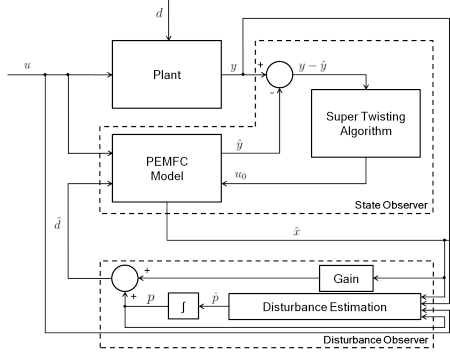 d
u
Plant
y
+
-
y − ŷ
Super Twisting
Algorithm
PEMFC
Model
ŷ
u₀
State Observer
d̂
x̂
+
Gain
+
p
∫
p̂
Disturbance Estimation
Disturbance Observer